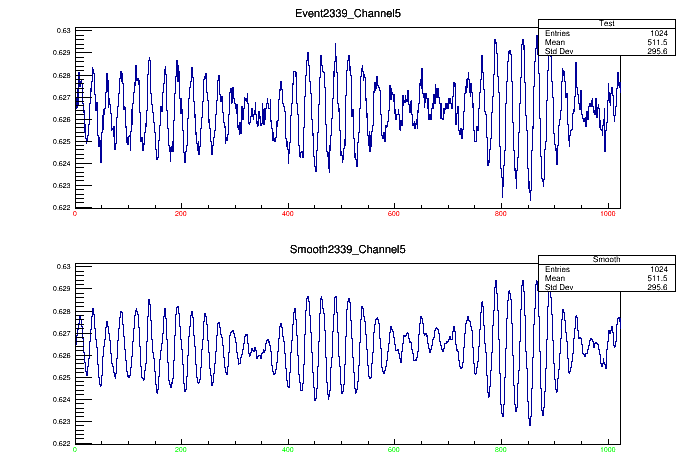 Event2339_Channel5
Test
Entries 1024
Mean 511.5
Std Dev 295.6
0.63
0.629
0.628
0.627
0.626
0.625
0.624
0.623
0.622
0 200 400 600 800 1000
Smooth2339_Channel5
Smooth
Entries 1024
Mean 511.5
Std Dev 295.6
0.63
0.629
0.628
0.627
0.626
0.625
0.624
0.623
0.622
0 200 400 600 800 1000